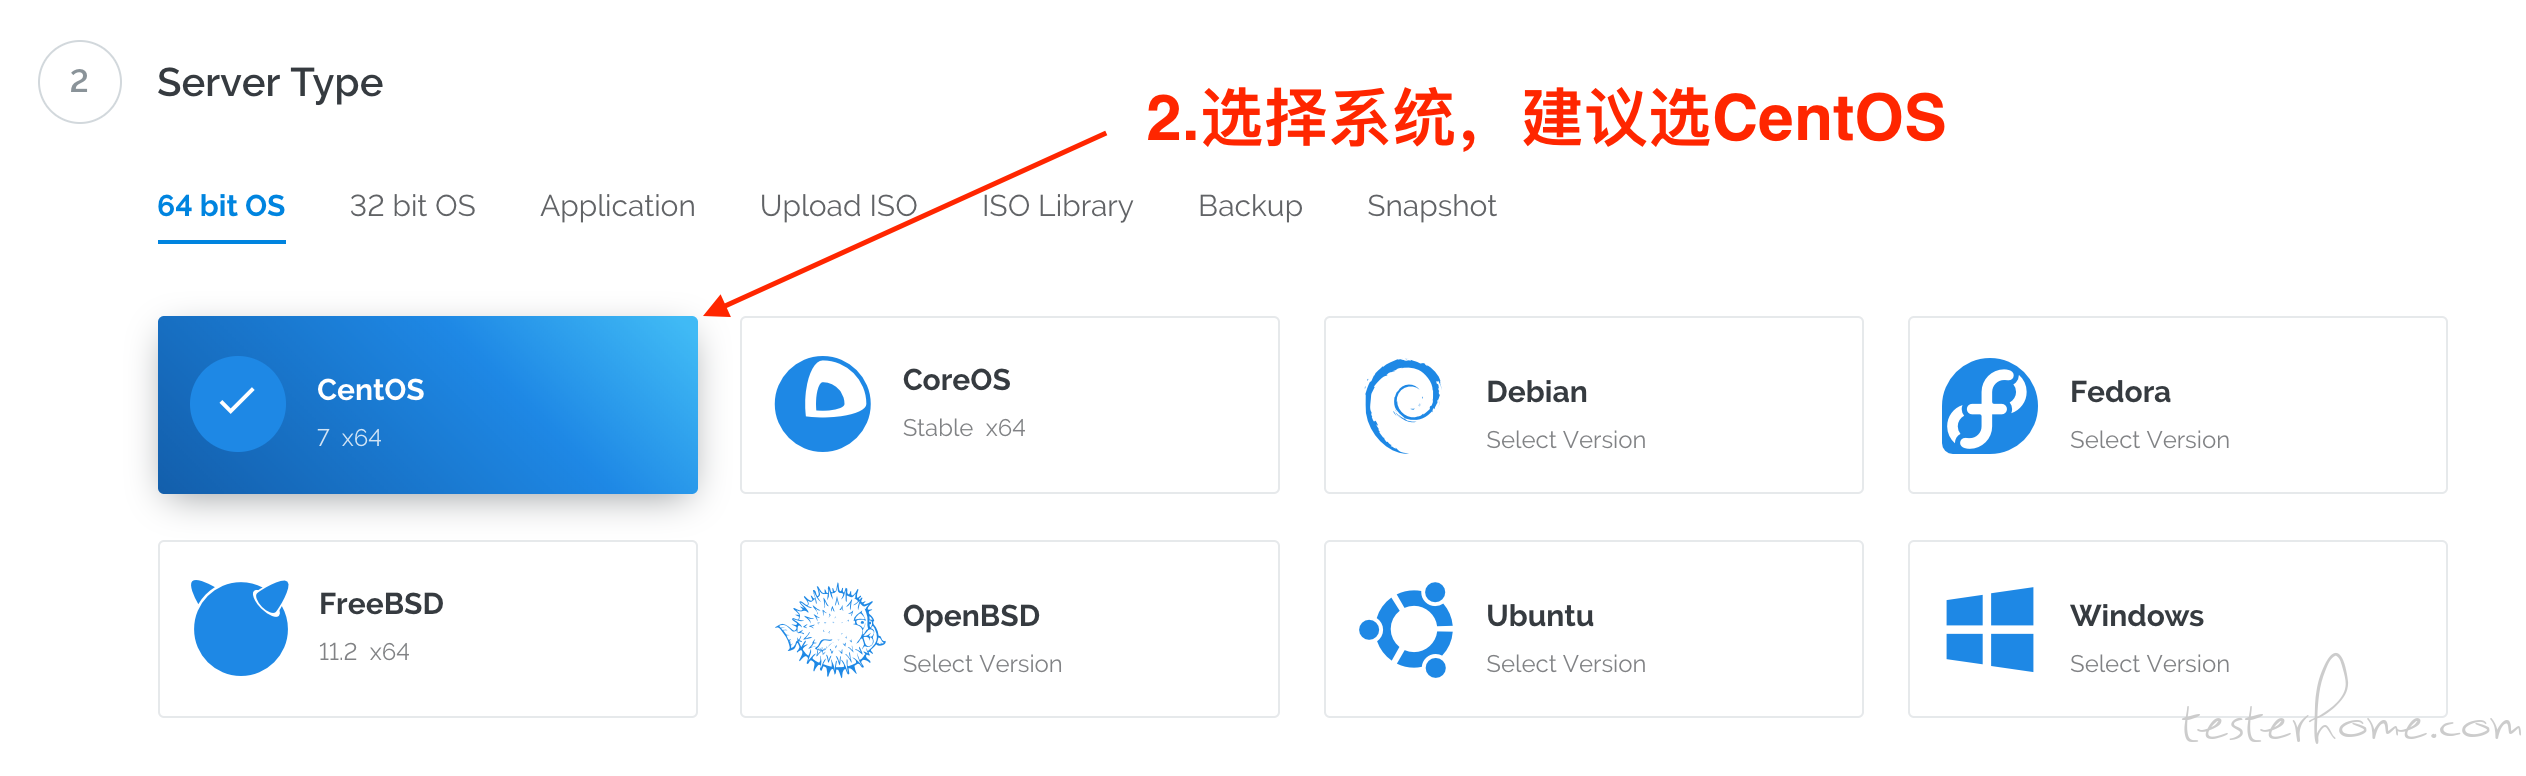 2
Server Type
2.选择系统，建议选CentOS
64 bit OS
32 bit OS
Application
Upload ISO
ISO Library
Backup
Snapshot
CentOS
7 x64
CoreOS
Stable x64
Debian
Select Version
Fedora
Select Version
FreeBSD
11.2 x64
OpenBSD
Select Version
Ubuntu
Select Version
Windows
Select Version
testerhome.com